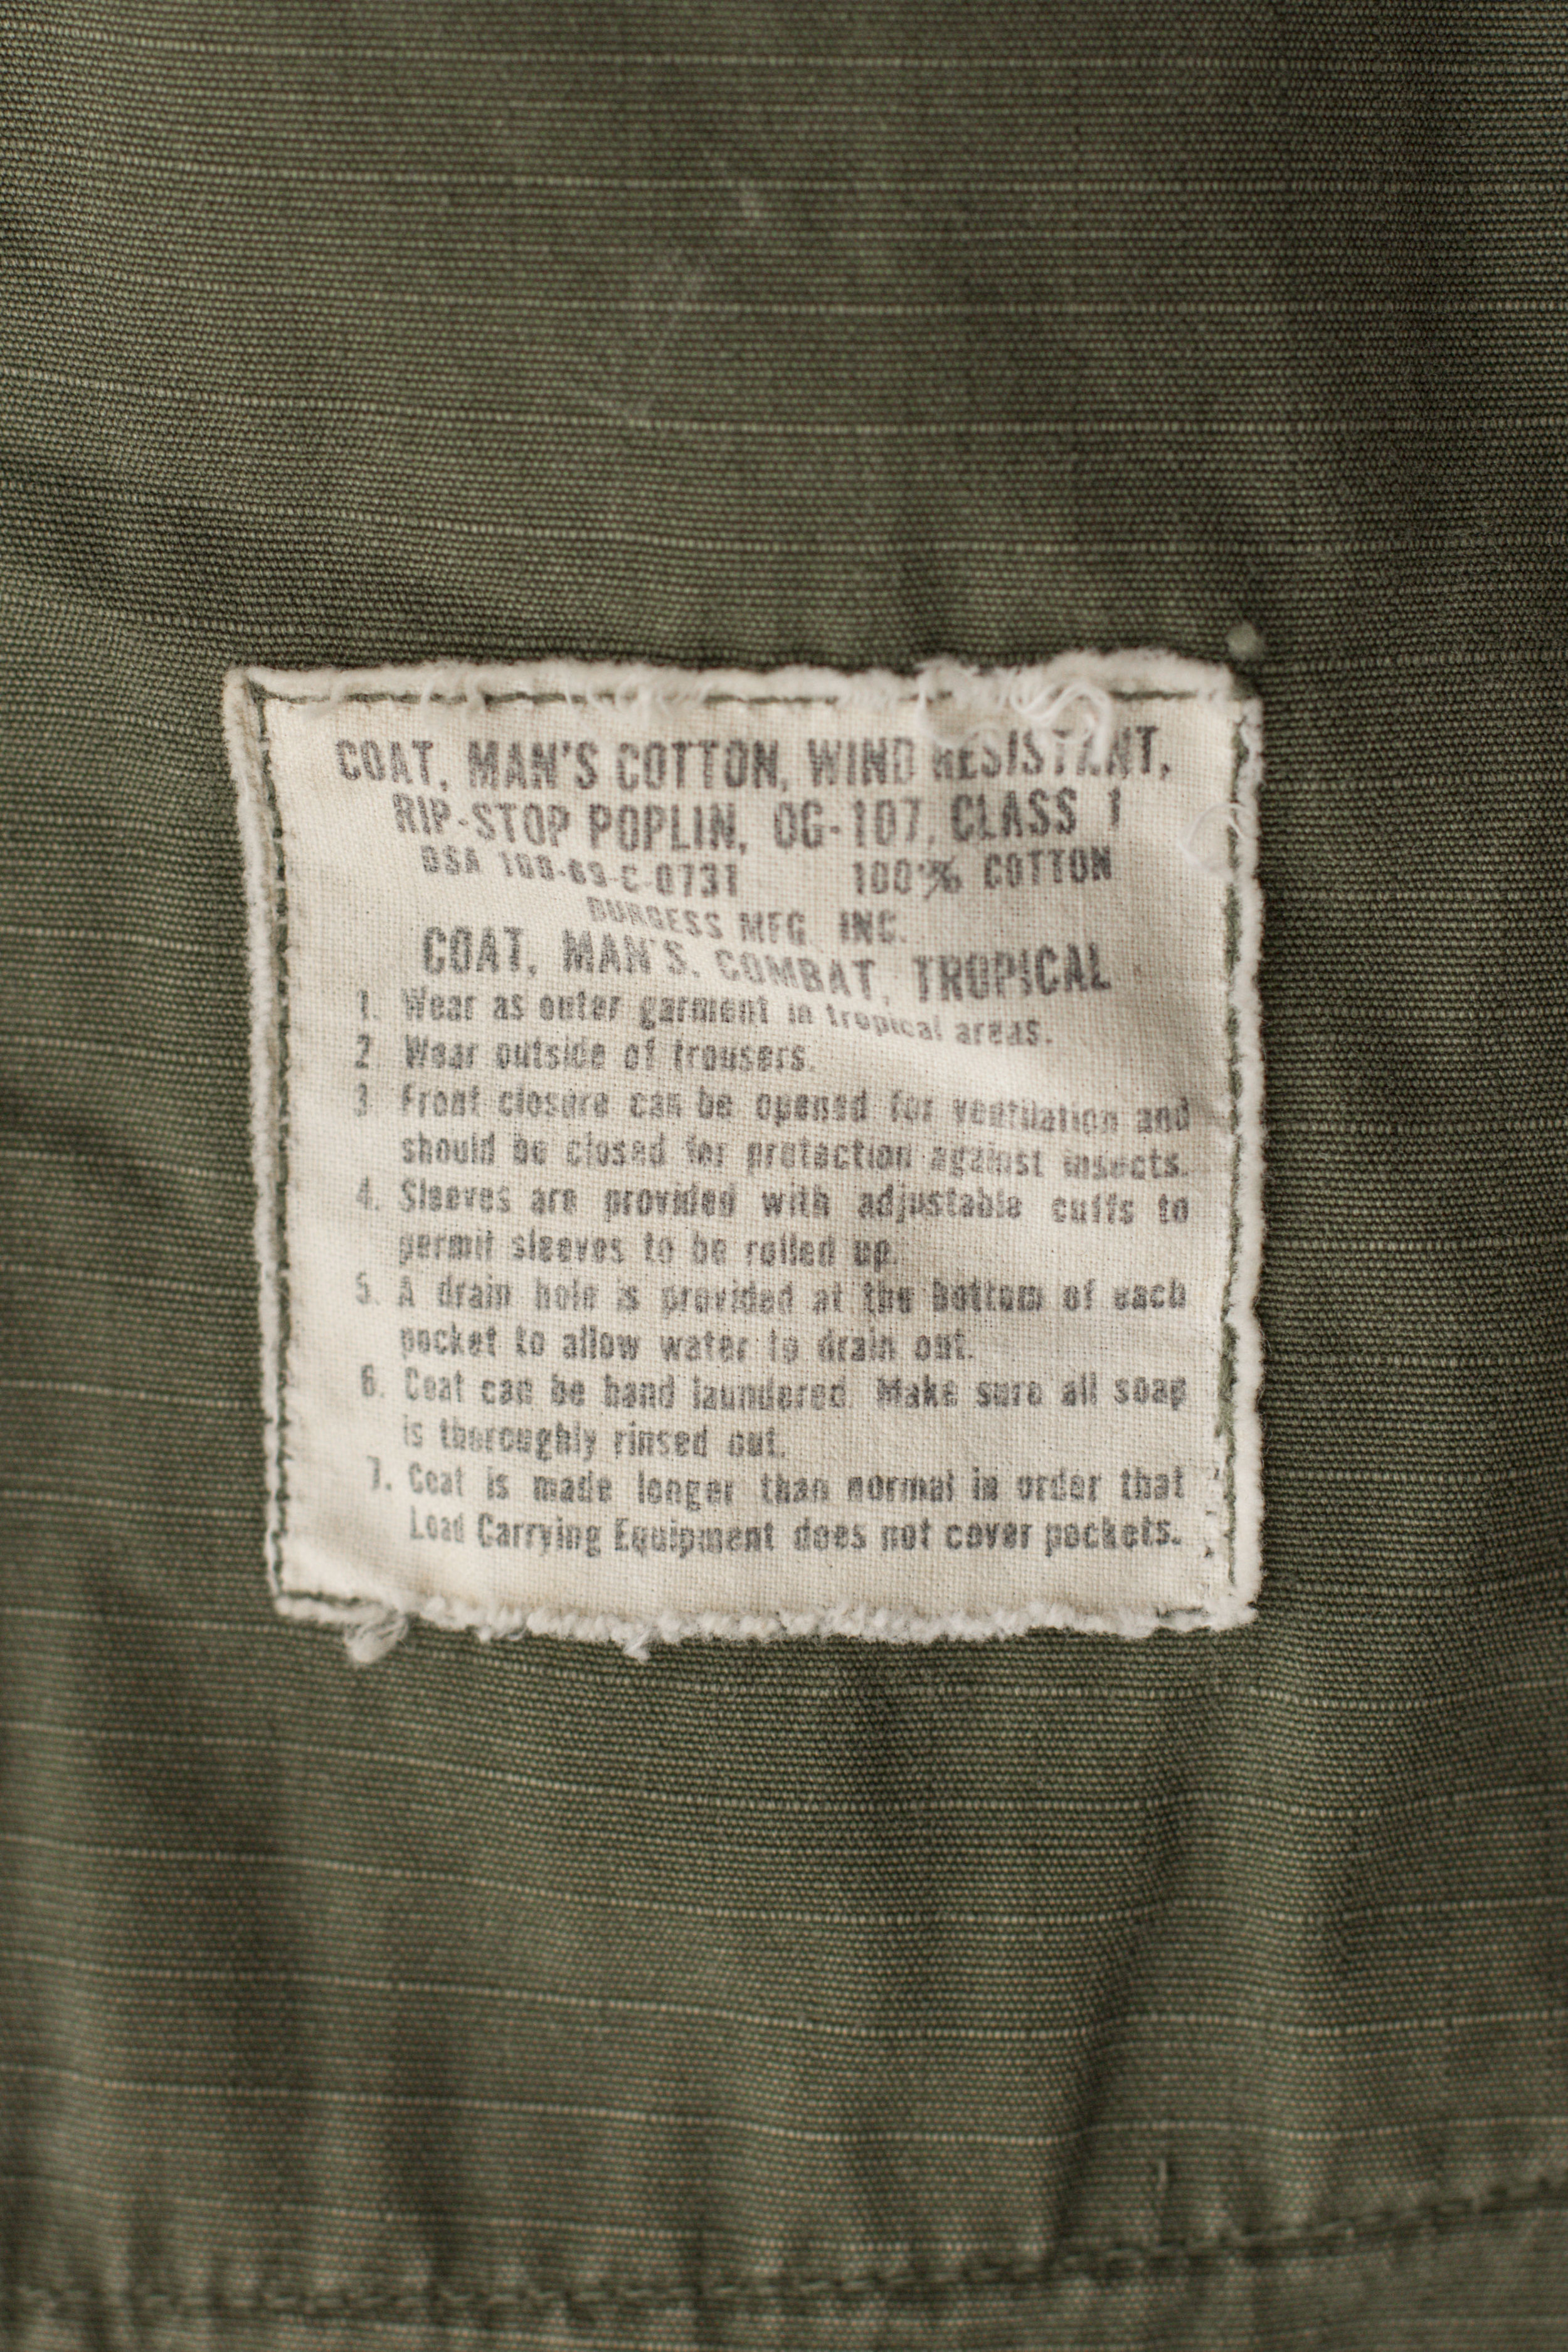 COAT, MAN'S COTTON, WIND RESISTANT,
RIP-STOP POPLIN, OG-107, CLASS 1
DSA 100-69-C-0731 100% COTTON
BURGESS MFG. INC.
COAT, MAN'S, COMBAT, TROPICAL
1. Wear as outer garment in tropical areas.
2 Wear outside of trousers.
3 Front closure can be opened for ventilation and
should be closed for protection against insects.
4. Sleeves are provided with adjustable cuffs to
permit sleeves to be rolled up.
5. A drain hole is provided at the bottom of each
pocket to allow water to drain out.
6. Coat can be hand laundered. Make sure all soap
is thoroughly rinsed out.
7. Coat is made longer than normal in order that
Load Carrying Equipment does not cover pockets.